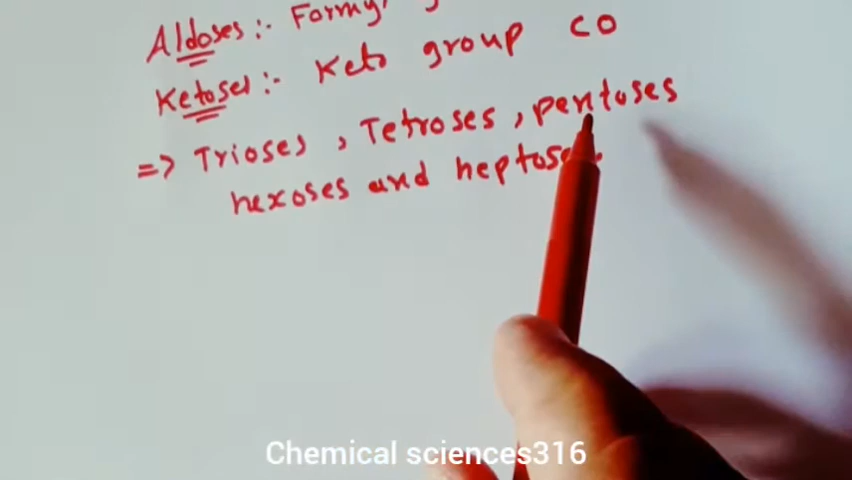 Aldoses :- Formyl
Ketoses :- Keto group CO
=> Trioses , Tetroses , pentoses
hexoses and heptoses.
Chemical sciences316